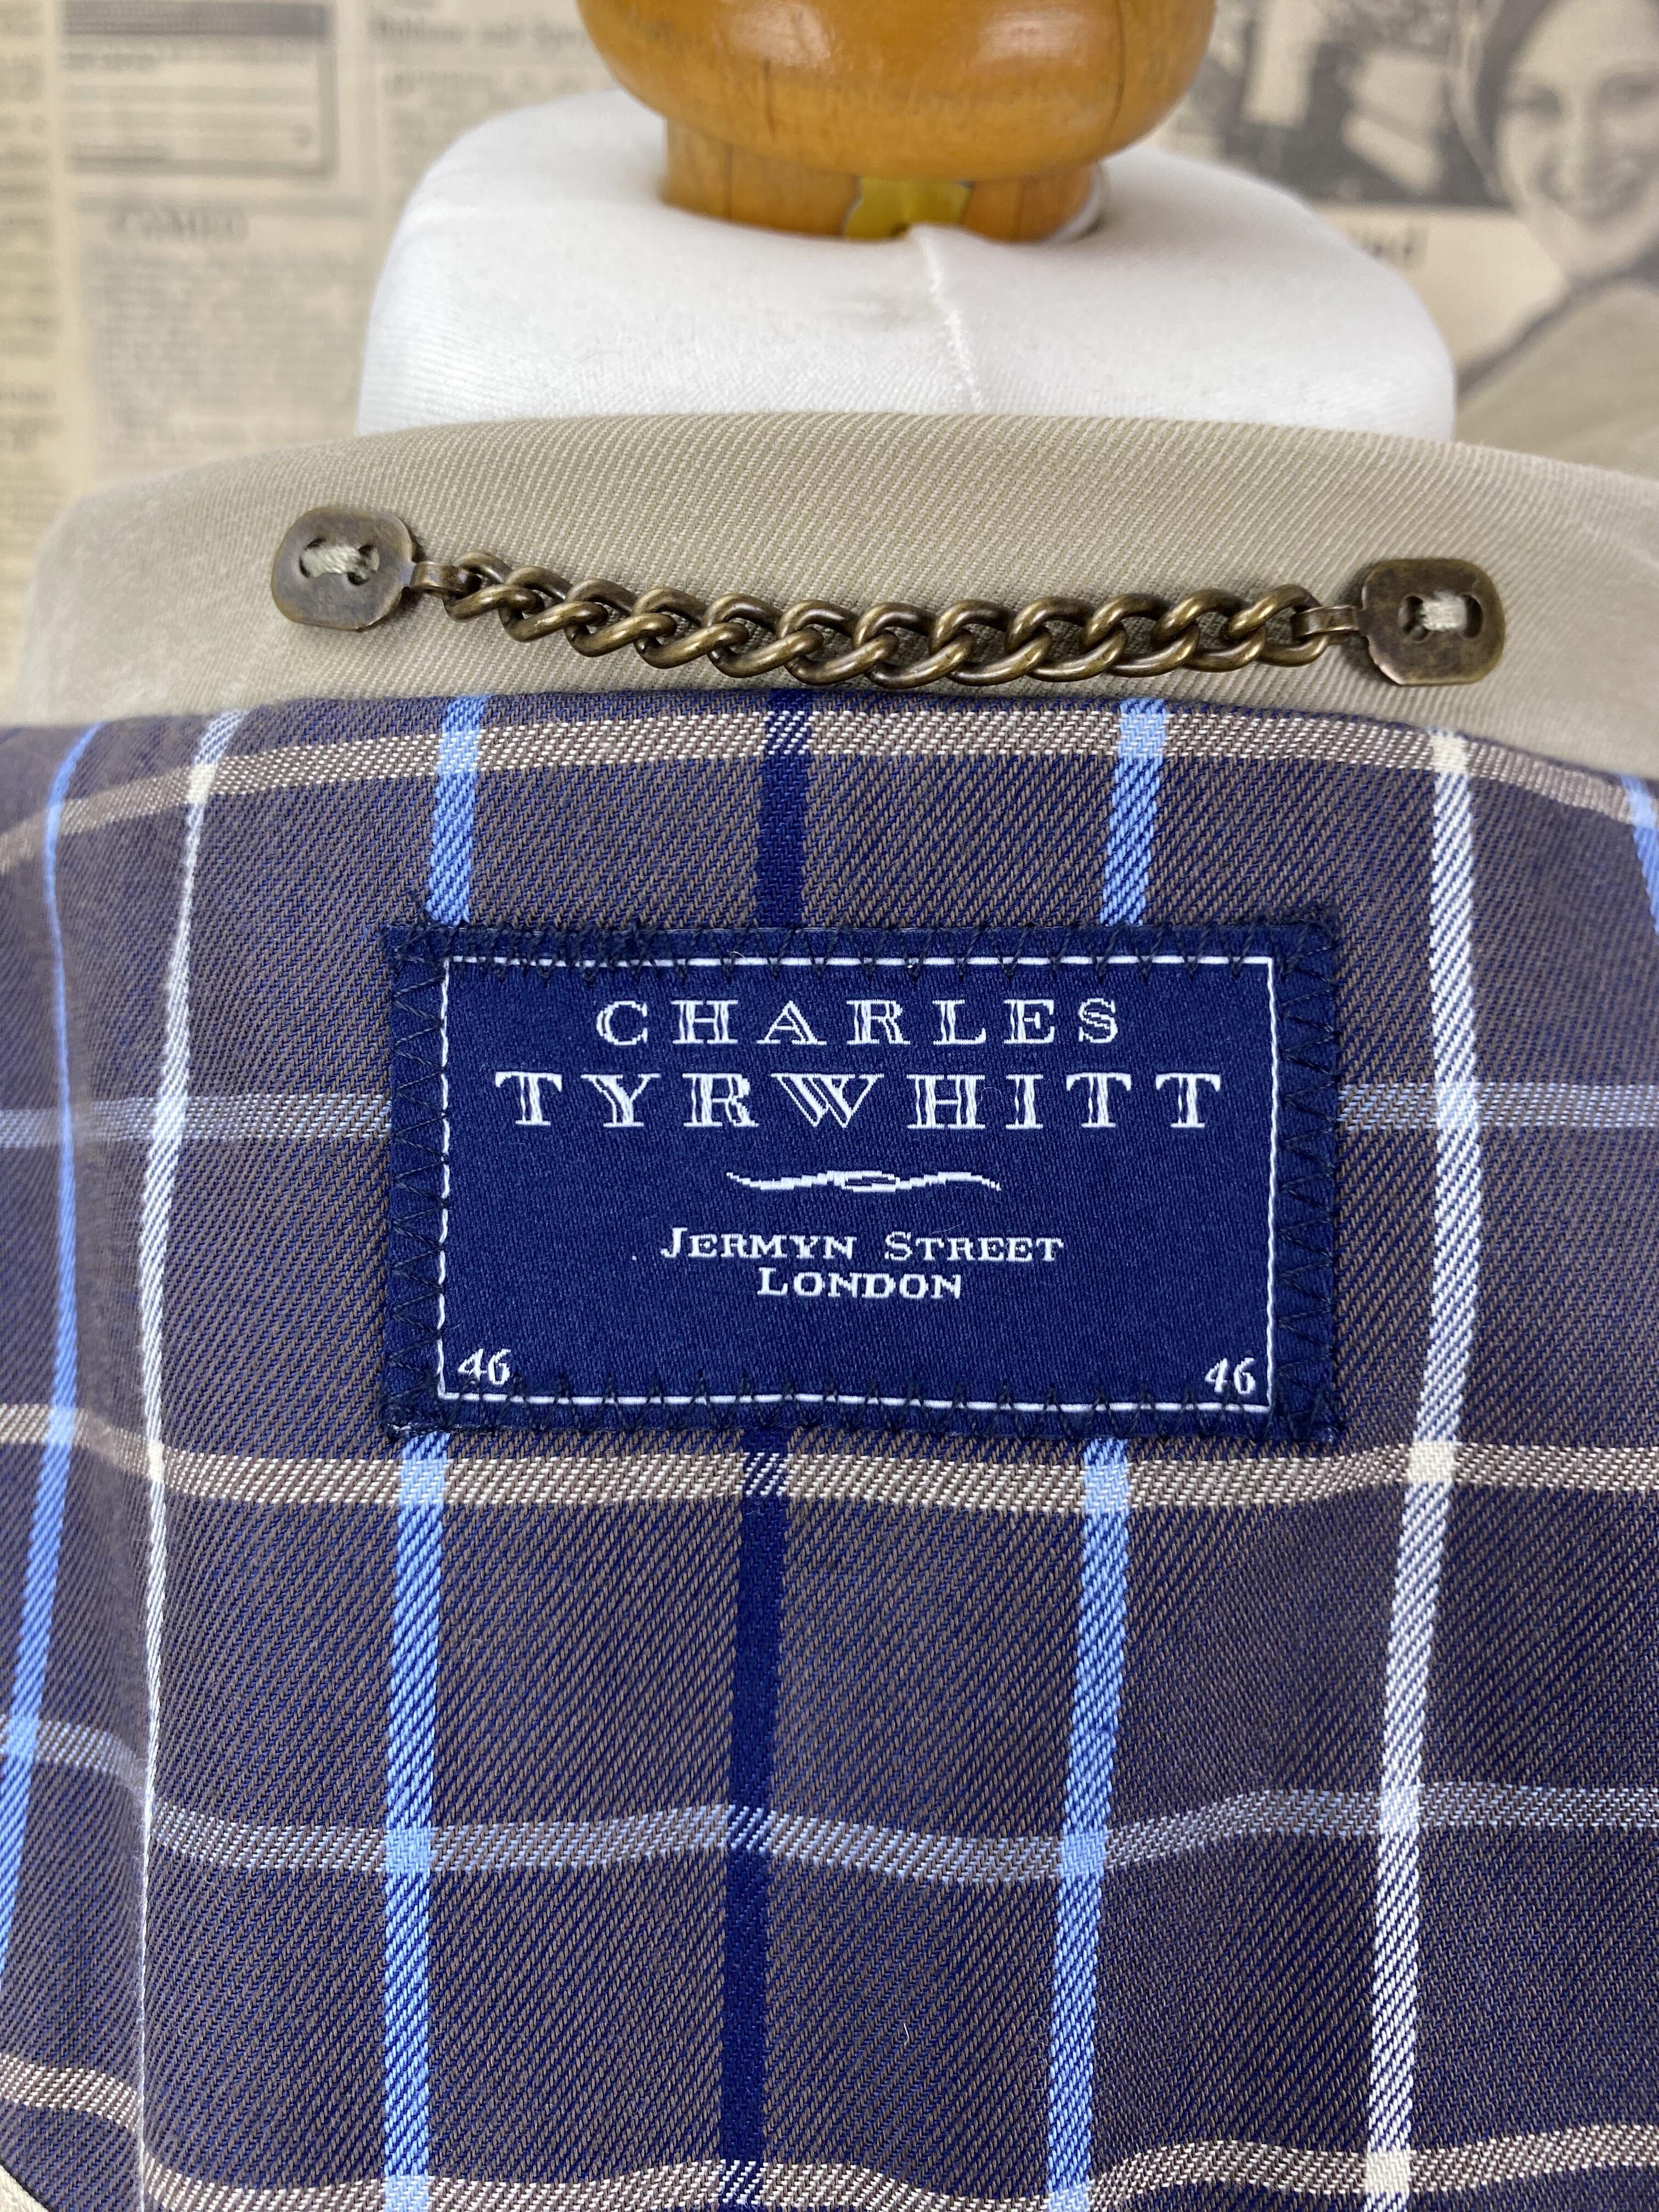 CHARLES
TYRWHITT
JERMYN STREET
LONDON
46 46